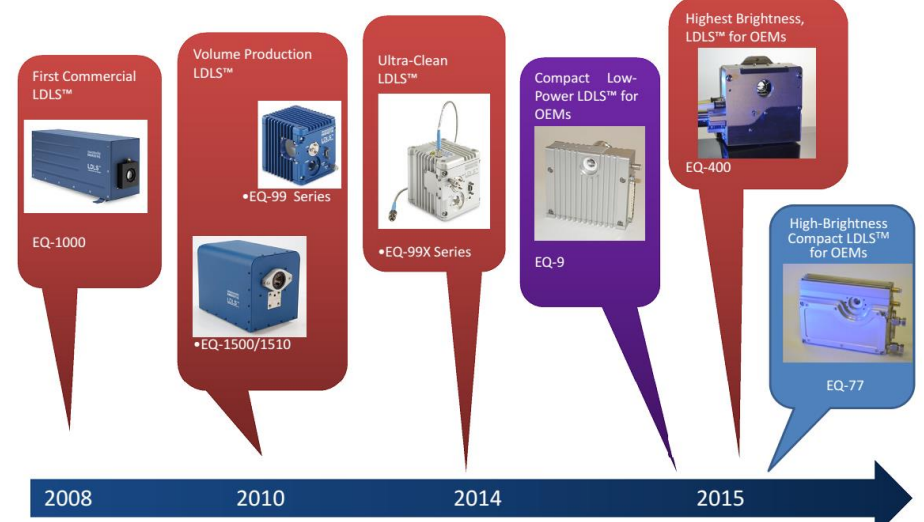 First Commercial
LDLS™
EQ-1000
Volume Production
LDLS™
•EQ-99 Series
•EQ-1500/1510
Ultra-Clean
LDLS™
•EQ-99X Series
Compact Low-
Power LDLS™ for
OEMs
EQ-9
Highest Brightness,
LDLS™ for OEMs
EQ-400
High-Brightness
Compact LDLS™
for OEMs
EQ-77
2008
2010
2014
2015